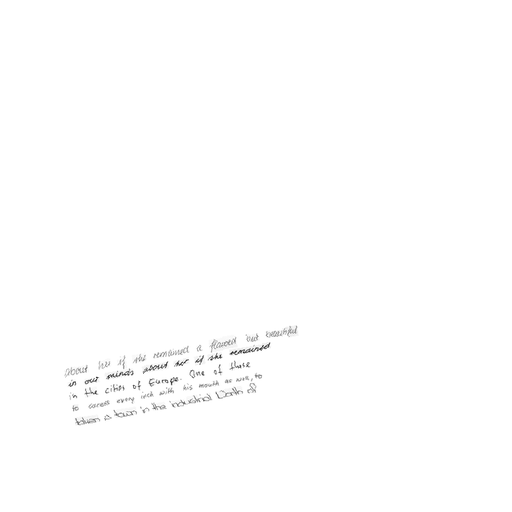 about her if she remained a flawed but beautiful
in our minds about her if she remained
in the cities of Europe. One of those
to caress every inch with his mouth as well, to
taken a town in the industrial North of